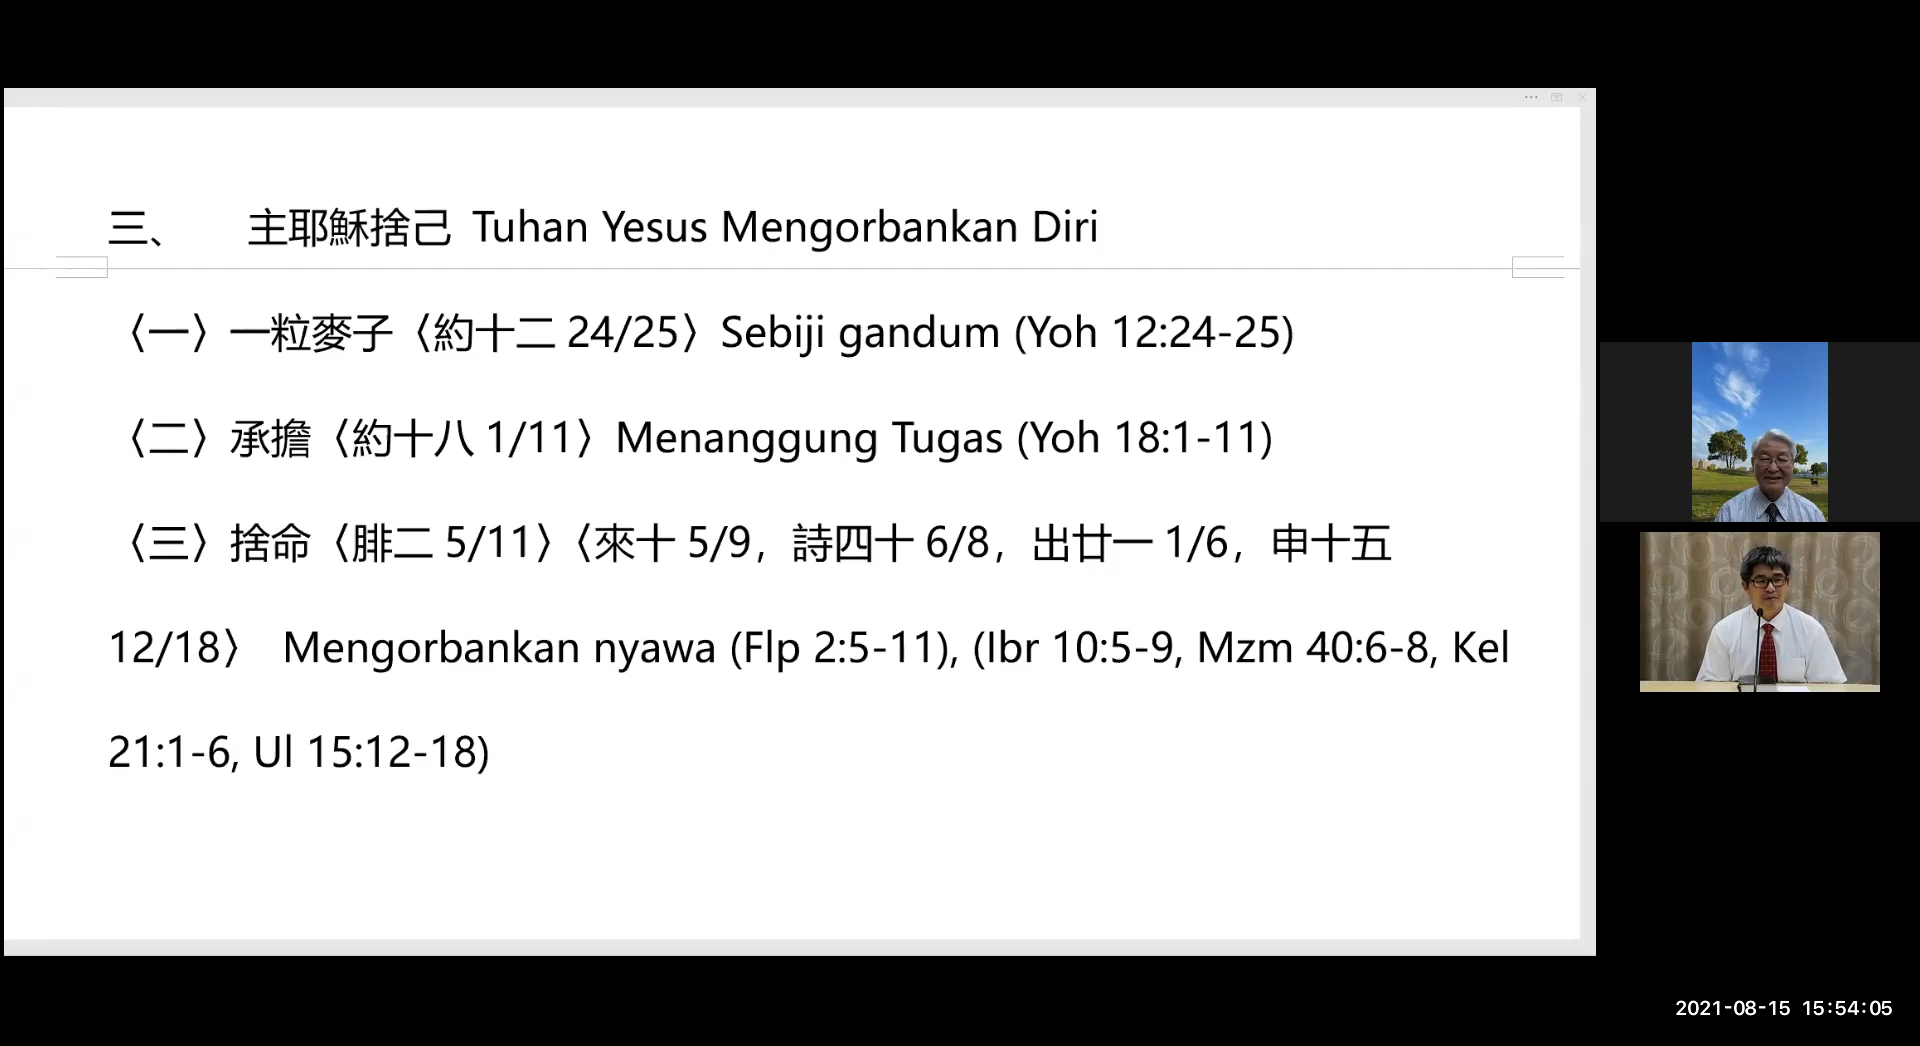 三、 主耶穌捨己 Tuhan Yesus Mengorbankan Diri
〈一〉一粒麥子〈約十二 24/25〉Sebiji gandum (Yoh 12:24-25)
〈二〉承擔〈約十八 1/11〉Menanggung Tugas (Yoh 18:1-11)
〈三〉捨命〈腓二 5/11〉〈來十 5/9，詩四十 6/8，出廿一 1/6，申十五
12/18〉 Mengorbankan nyawa (Flp 2:5-11), (Ibr 10:5-9, Mzm 40:6-8, Kel
21:1-6, Ul 15:12-18)
2021-08-15 15:54:05